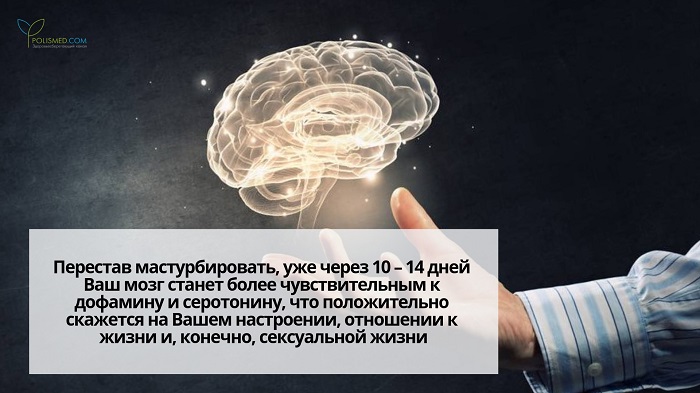 POLISMED.COM
Перестав мастурбировать, уже через 10 – 14 дней
Ваш мозг станет более чувствительным к
дофамину и серотонину, что положительно
скажется на Вашем настроении, отношении к
жизни и, конечно, сексуальной жизни